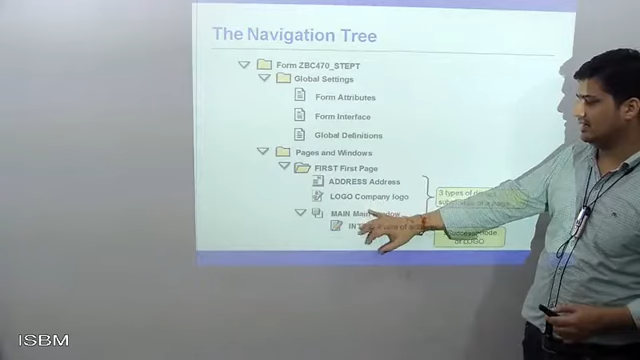 The Navigation Tree
Form ZBC470_STEPT
Global Settings
Form Attributes
Form Interface
Global Definitions
Pages and Windows
FIRST First Page
ADDRESS Address
LOGO Company logo
MAIN Main window
3 types of
of LOGO
ISBM